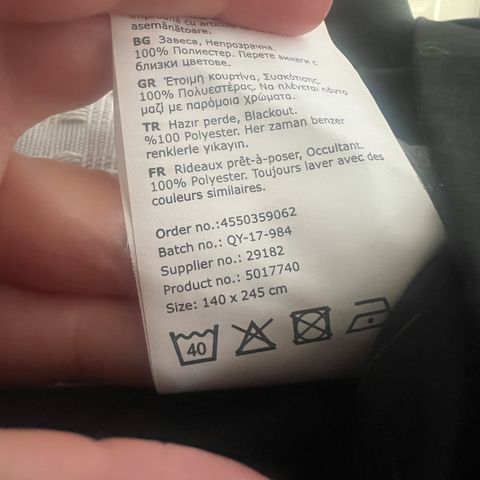 împreună cu artico
asemănătoare.
BG Завеса, Непрозрачна.
100% Полиестер. Перете винаги с
близки цветове.
GR Έτοιμη κουρτίνα, Συσκότισης.
100% Πολυεστέρας. Να πλένεται πάντα
μαζί με παρόμοια χρώματα.
TR Hazır perde, Blackout.
%100 Polyester. Her zaman benzer
renklerle yıkayın.
FR Rideaux prêt-à-poser, Occultant.
100% Polyester. Toujours laver avec des
couleurs similaires.
Order no.:4550359062
Batch no.: QY-17-984
Supplier no.: 29182
Product no.: 5017740
Size: 140 x 245 cm
40